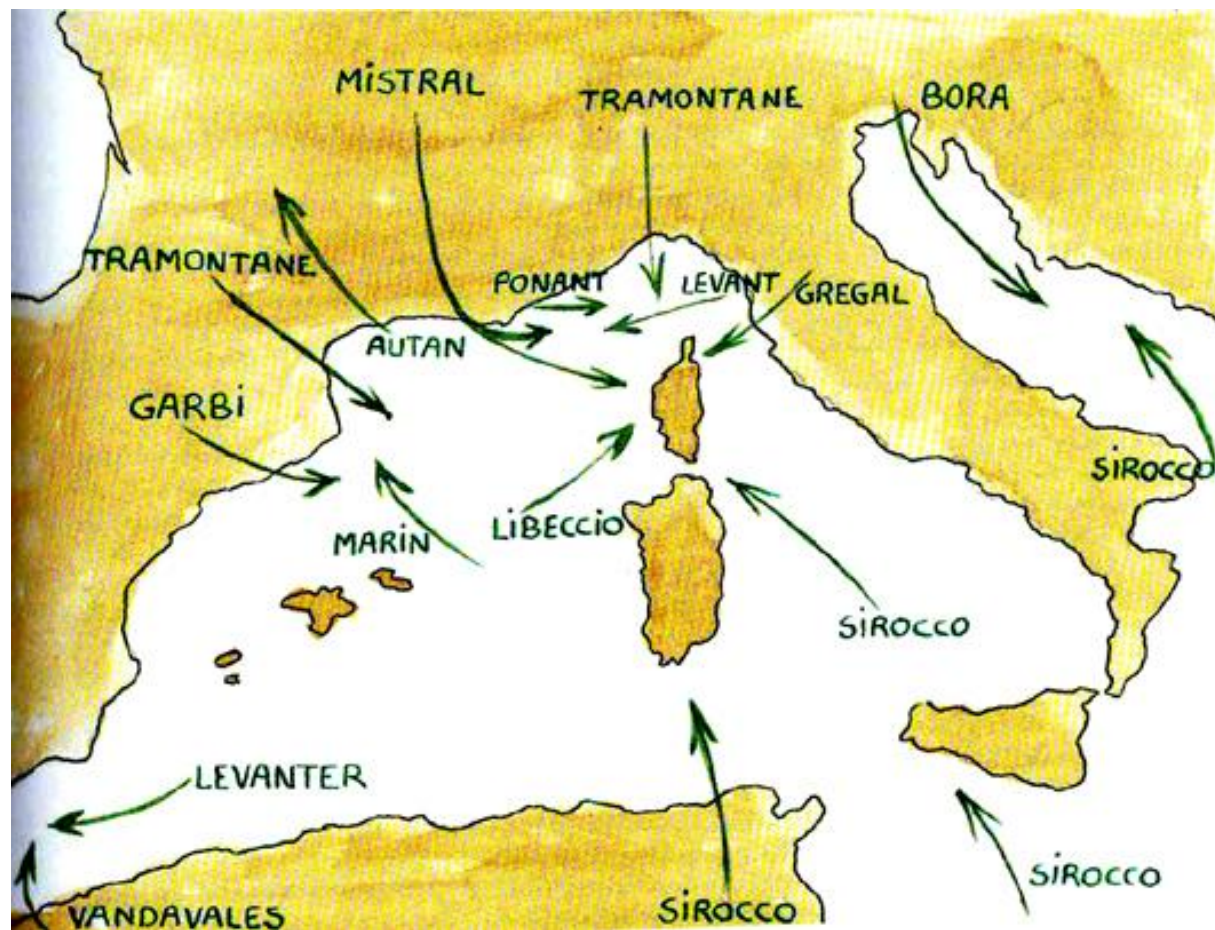 MiSTRAL
TRAMONTANE
BORA
TRAMONTANE
PONANT
LEVANT
GREGAL
AUTAN
GARBi
SiROCCO
LiBECCiO
MARiN
SiROCCO
LEVANTER
SiROCCO
SiROCCO
VANDAVALES